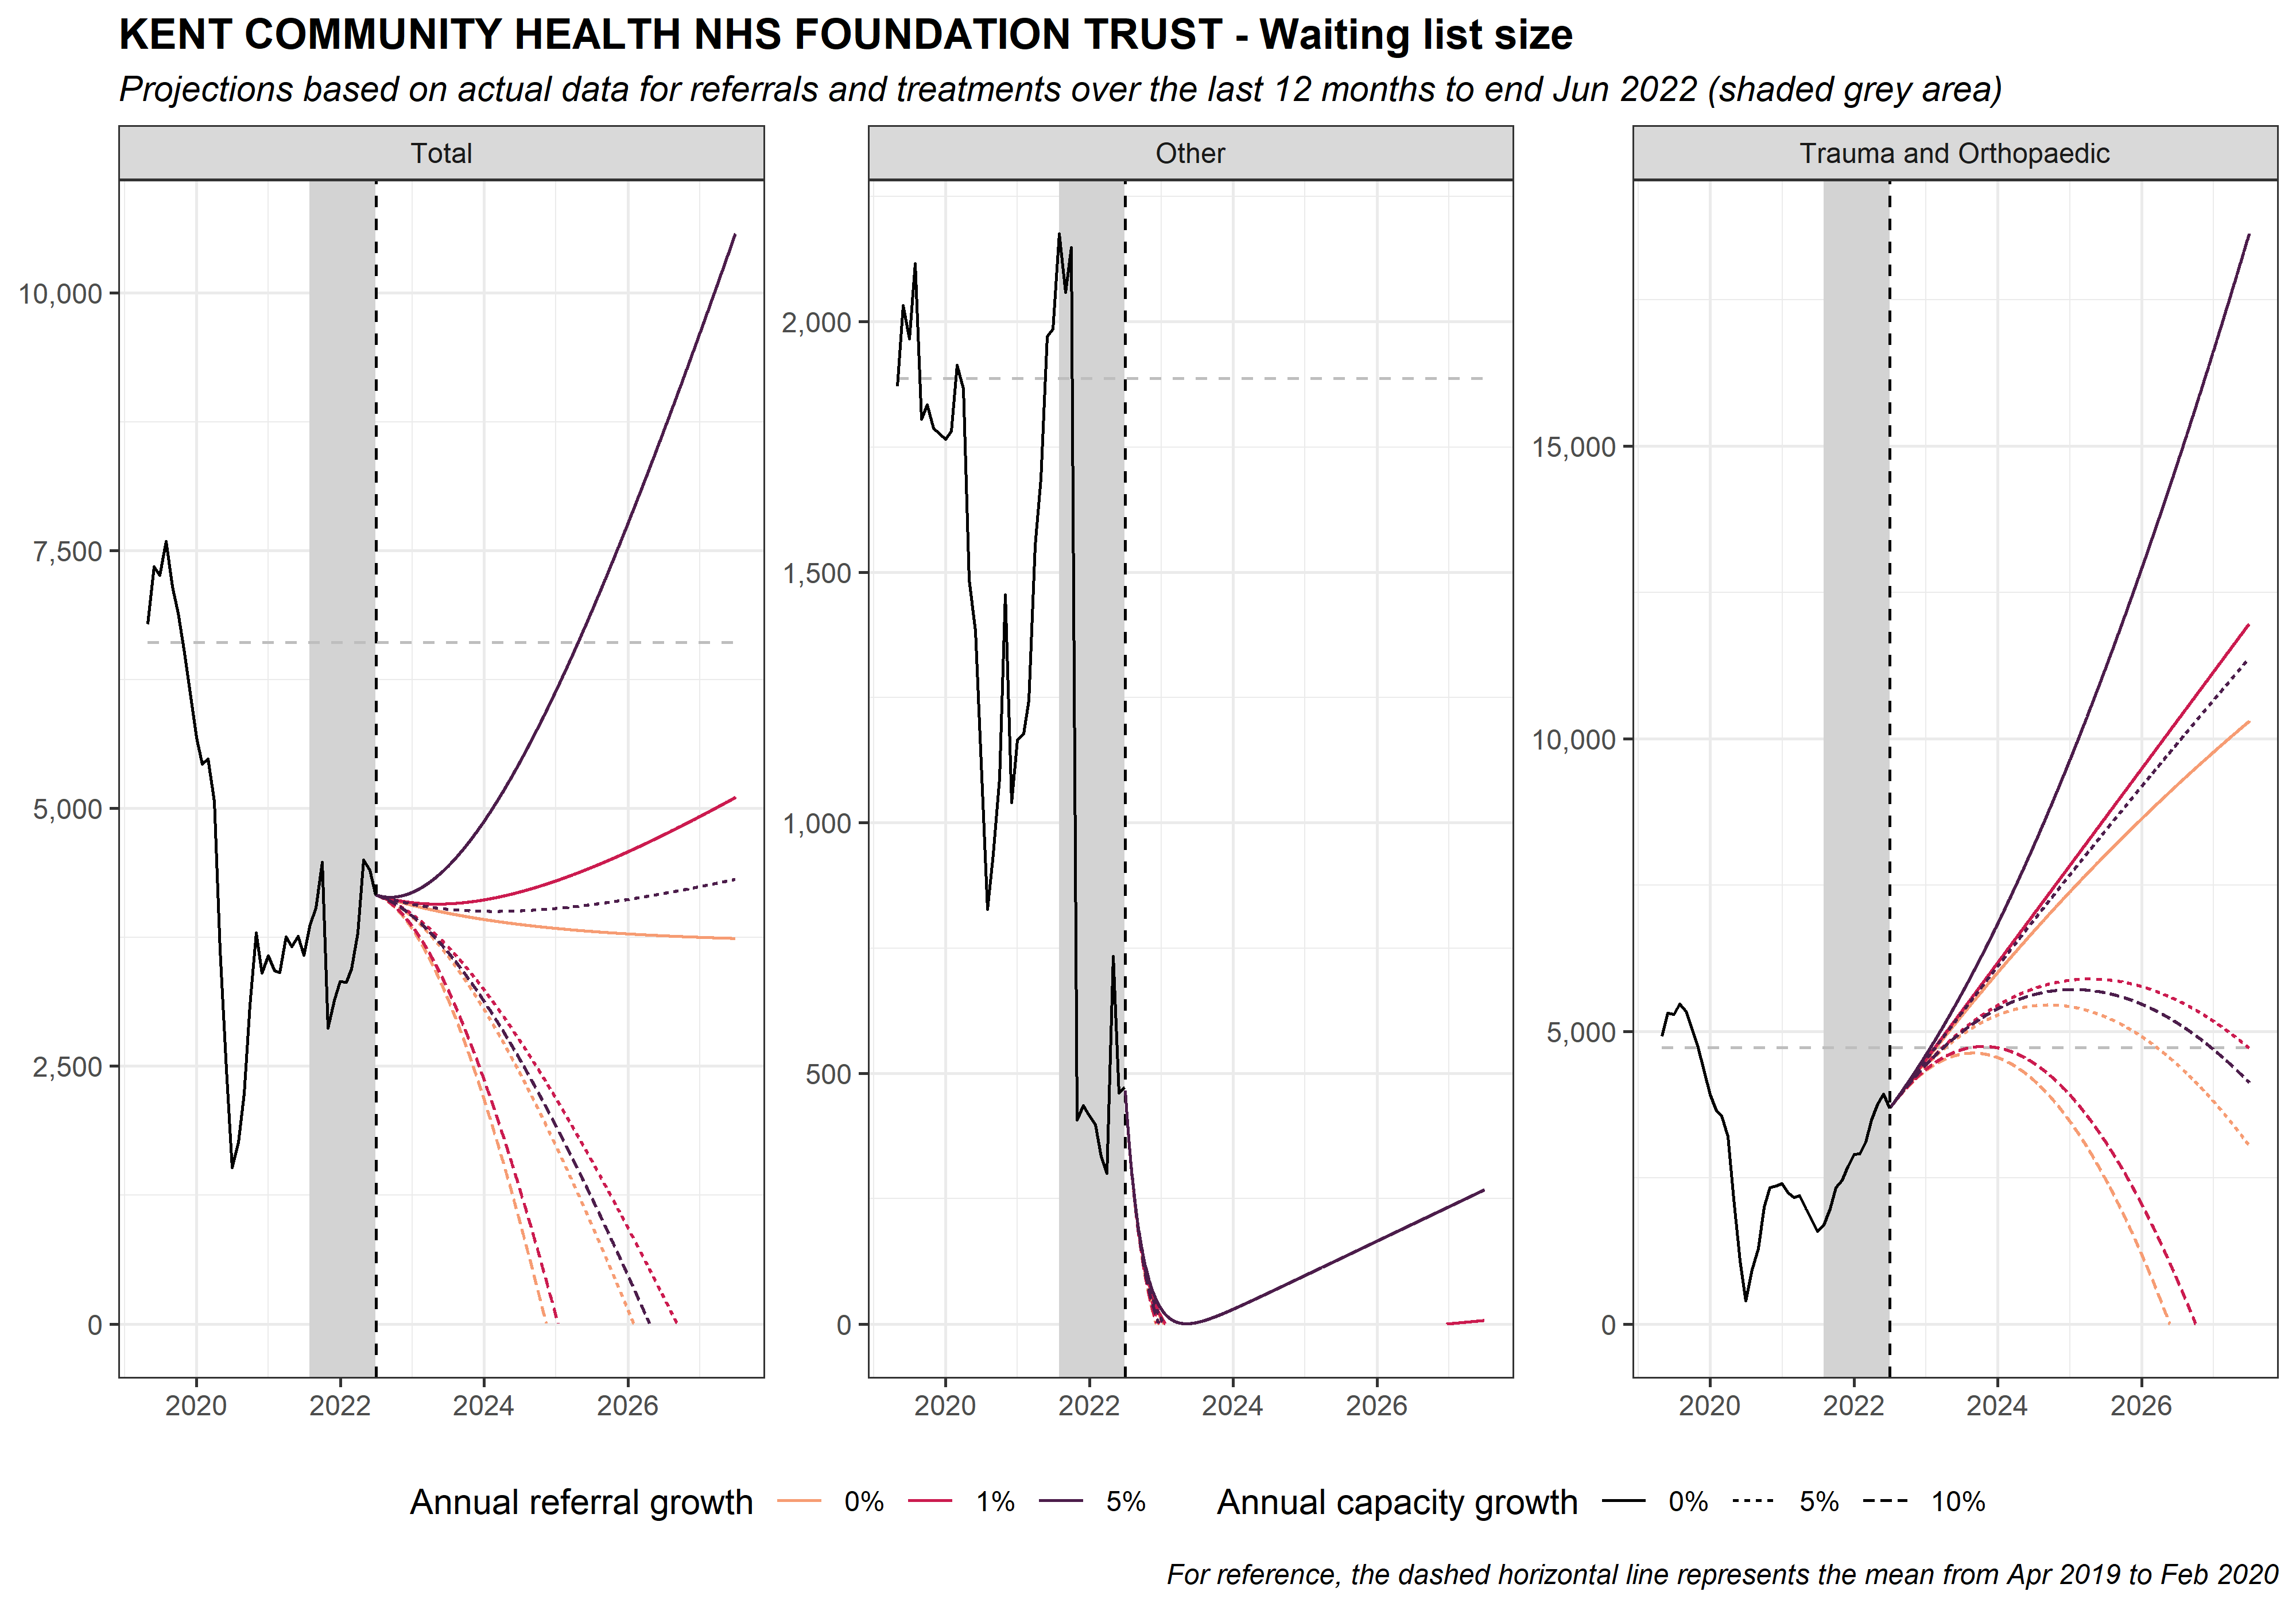 KENT COMMUNITY HEALTH NHS FOUNDATION TRUST - Waiting list size
Projections based on actual data for referrals and treatments over the last 12 months to end Jun 2022 (shaded grey area)
Total
Other
Trauma and Orthopaedic
10,000
7,500
5,000
2,500
0
2,000
1,500
1,000
500
0
15,000
10,000
5,000
0
2020 2022 2024 2026
2020 2022 2024 2026
2020 2022 2024 2026
Annual referral growth 0% 1% 5% Annual capacity growth 0% 5% 10%
For reference, the dashed horizontal line represents the mean from Apr 2019 to Feb 2020